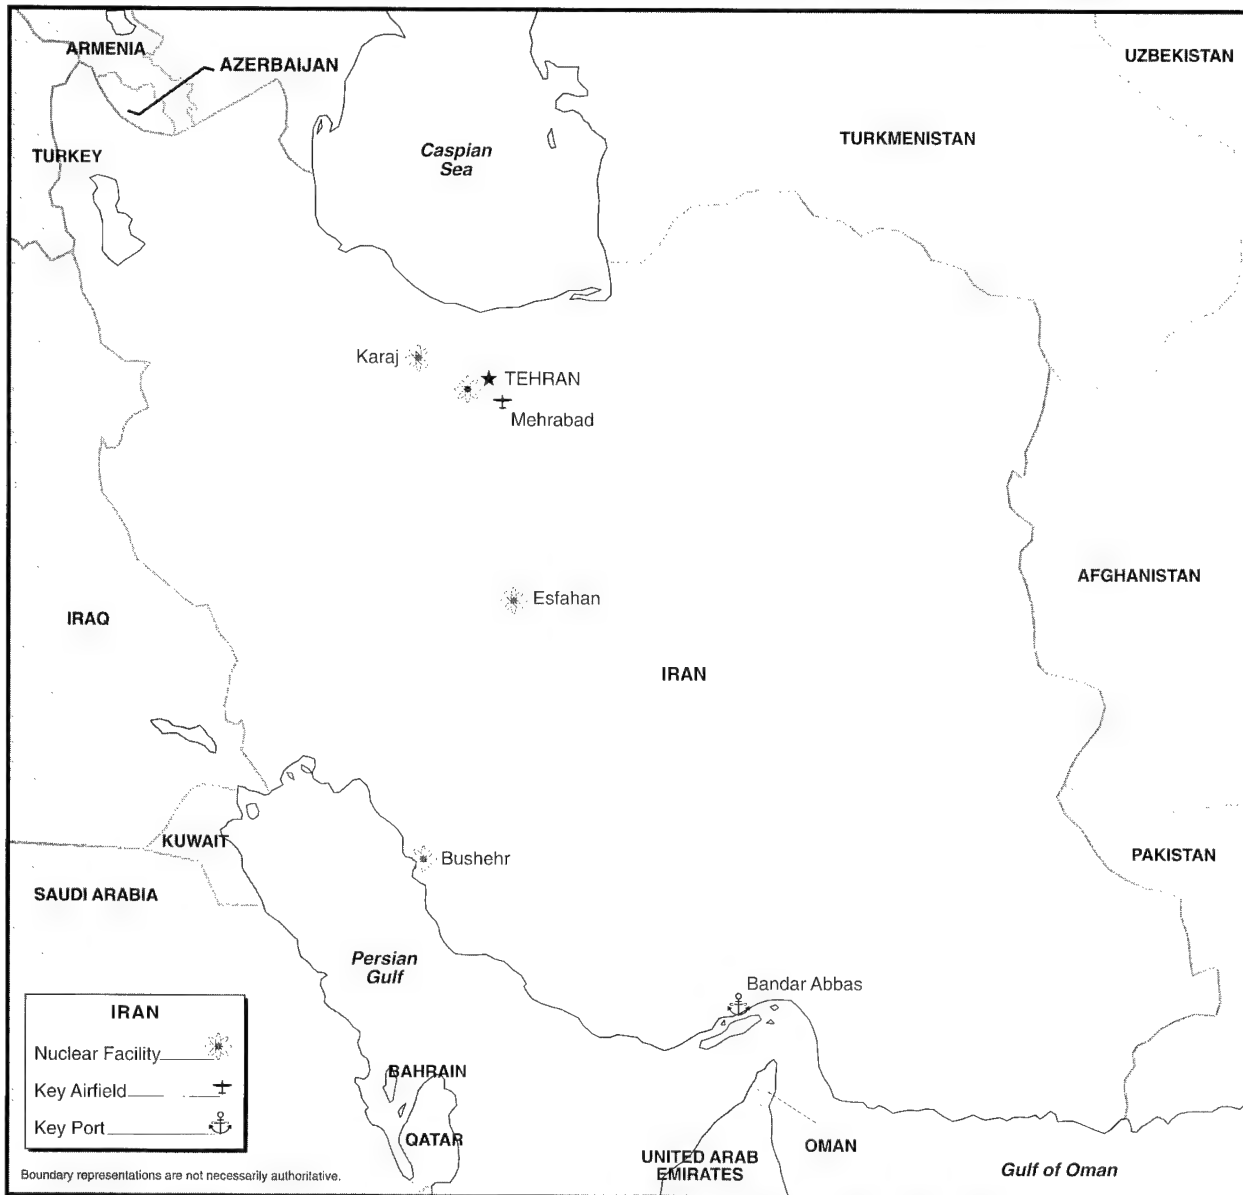 ARMENIA
AZERBAIJAN
UZBEKISTAN
TURKMENISTAN
TURKEY
Caspian
Sea
Karaj
TEHRAN
Mehrabad
AFGHANISTAN
Esfahan
IRAQ
IRAN
KUWAIT
Bushehr
PAKISTAN
SAUDI ARABIA
Persian
Gulf
Bandar Abbas
IRAN
Nuclear Facility
Key Airfield
Key Port
BAHRAIN
QATAR
UNITED ARAB
EMIRATES
OMAN
Gulf of Oman
Boundary representations are not necessarily authoritative.